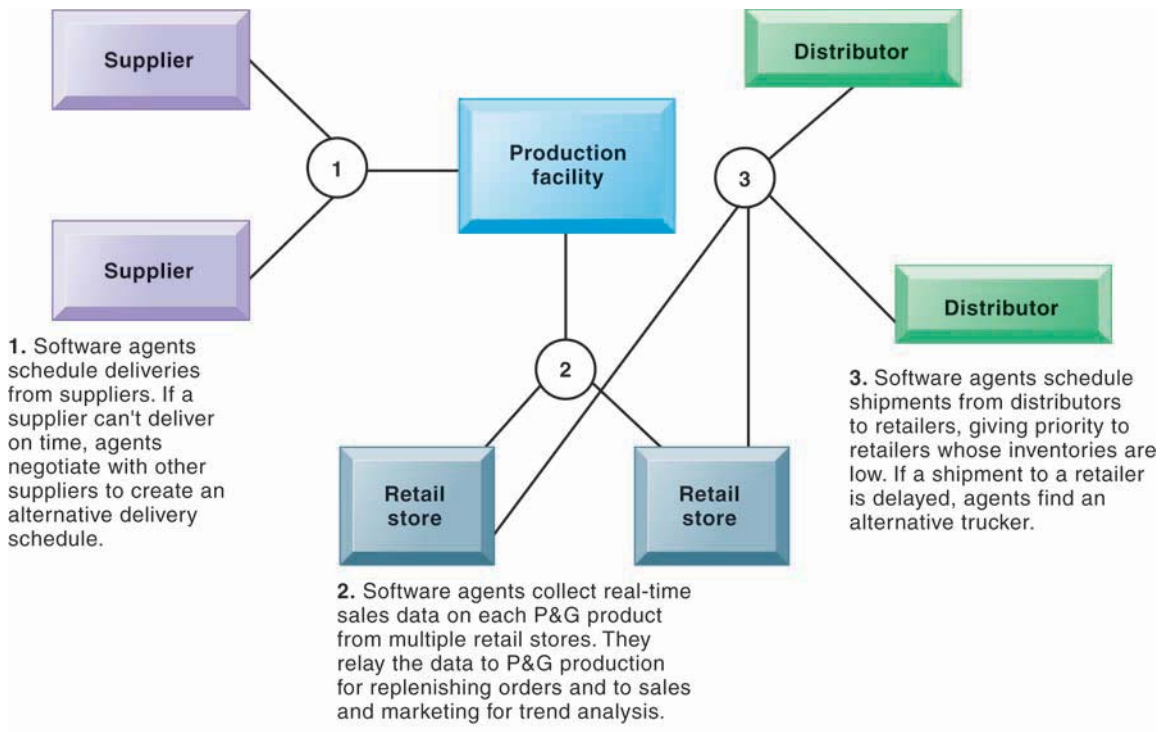 Supplier
Distributor
Production
facility
1
3
Supplier
Distributor
1. Software agents
schedule deliveries
from suppliers. If a
supplier can't deliver
on time, agents
negotiate with other
suppliers to create an
alternative delivery
schedule.
2
3. Software agents schedule
shipments from distributors
to retailers, giving priority to
retailers whose inventories are
low. If a shipment to a retailer
is delayed, agents find an
alternative trucker.
Retail
store
Retail
store
2. Software agents collect real-time
sales data on each P&G product
from multiple retail stores. They
relay the data to P&G production
for replenishing orders and to sales
and marketing for trend analysis.